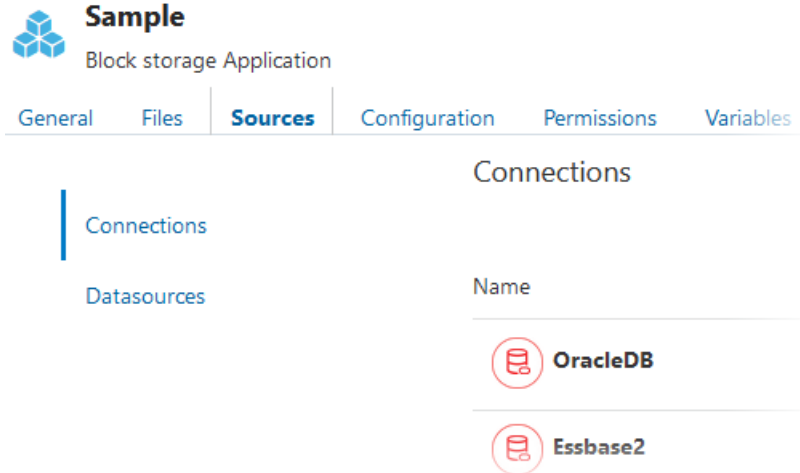 Sample
Block storage Application
General Files Sources Configuration Permissions Variables
Connections
Connections
Datasources
Name
OracleDB
Essbase2